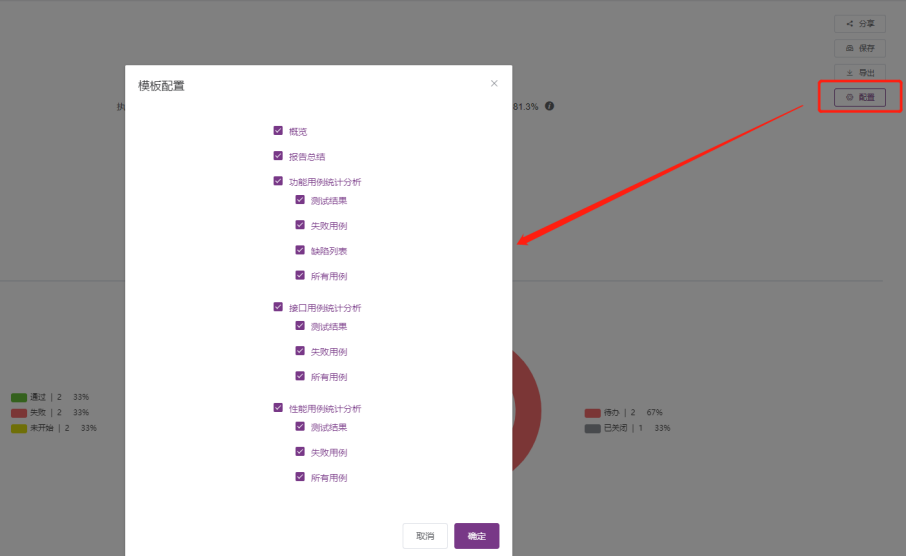 分享
保存
导出
配置
模板配置
执
81.3%
概览
报告总结
功能用例统计分析
测试结果
失败用例
缺陷列表
所有用例
接口用例统计分析
测试结果
失败用例
所有用例
性能用例统计分析
测试结果
失败用例
所有用例
通过 | 2 33%
失败 | 2 33%
未开始 | 2 33%
待办 | 2 67%
已关闭 | 1 33%
取消
确定